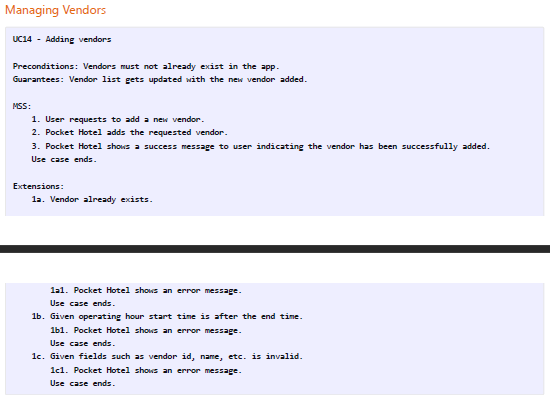 Managing Vendors
UC14 - Adding vendors
Preconditions: Vendors must not already exist in the app.
Guarantees: Vendor list gets updated with the new vendor added.
MSS:
1. User requests to add a new vendor.
2. Pocket Hotel adds the requested vendor.
3. Pocket Hotel shows a success message to user indicating the vendor has been successfully added.
Use case ends.
Extensions:
1a. Vendor already exists.
1a1. Pocket Hotel shows an error message.
Use case ends.
1b. Given operating hour start time is after the end time.
1b1. Pocket Hotel shows an error message.
Use case ends.
1c. Given fields such as vendor id, name, etc. is invalid.
1c1. Pocket Hotel shows an error message.
Use case ends.